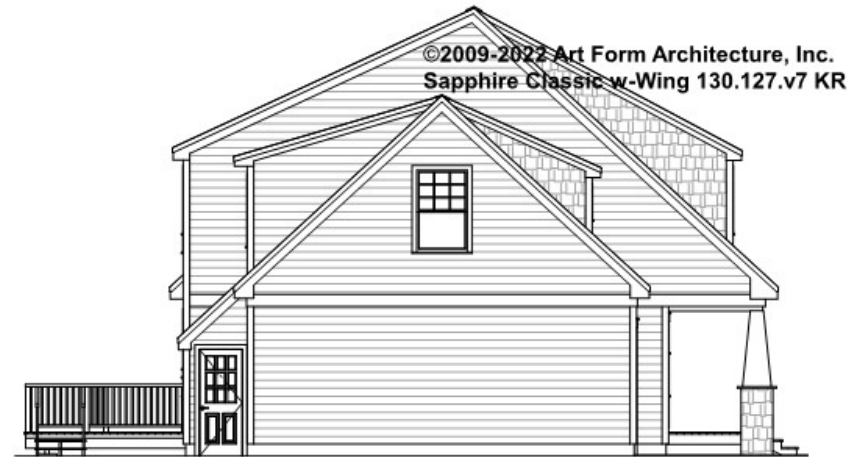 ©2009-2022 Art Form Architecture, Inc.
Sapphire Classic w-Wing 130.127.v7 KR